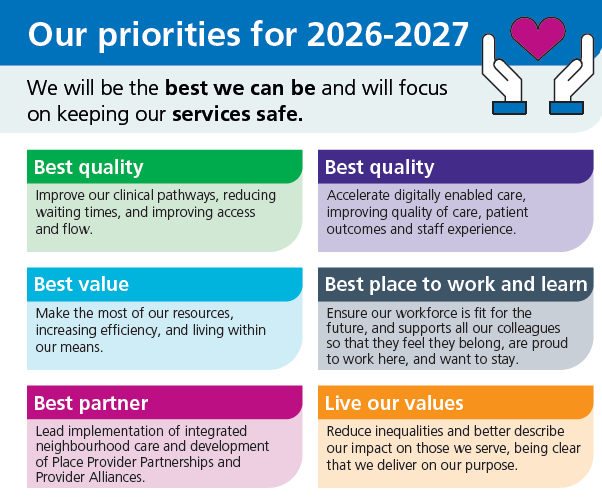 Our priorities for 2026-2027
We will be the best we can be and will focus
on keeping our services safe.
Best quality
Improve our clinical pathways, reducing
waiting times, and improving access
and flow.
Best quality
Accelerate digitally enabled care,
improving quality of care, patient
outcomes and staff experience.
Best value
Make the most of our resources,
increasing efficiency, and living within
our means.
Best place to work and learn
Ensure our workforce is fit for the
future, and supports all our colleagues
so that they feel they belong, are proud
to work here, and want to stay.
Best partner
Lead implementation of integrated
neighbourhood care and development
of Place Provider Partnerships and
Provider Alliances.
Live our values
Reduce inequalities and better describe
our impact on those we serve, being clear
that we deliver on our purpose.